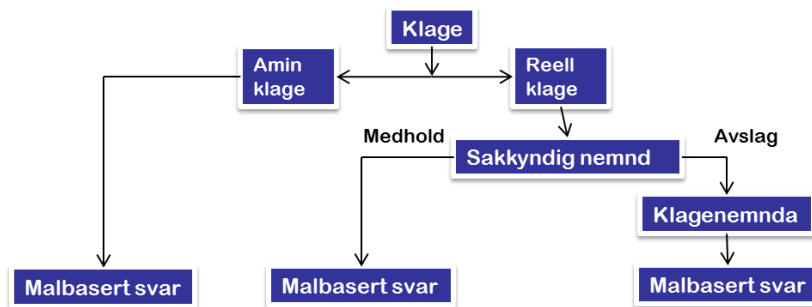 Klage
Amin
klage
Reell
klage
Medhold
Avslag
Sakkyndig nemnd
Klagenemnda
Malbasert svar
Malbasert svar
Malbasert svar